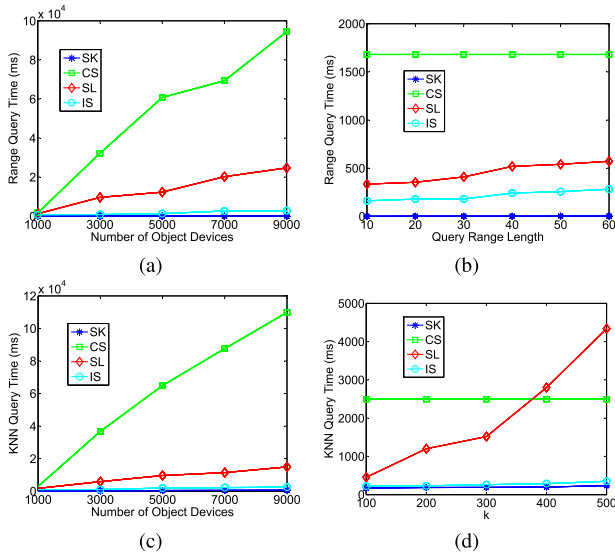 10 x 10^4
8
6
4
2
0
Range Query Time (ms)
SK
CS
SL
IS
1000 3000 5000 7000 9000
Number of Object Devices
(a)
2000
1500
1000
500
0
Range Query Time (ms)
SK
CS
SL
IS
10 20 30 40 50 60
Query Range Length
(b)
12 x 10^4
10
8
6
4
2
0
KNN Query Time (ms)
SK
CS
SL
IS
1000 3000 5000 7000 9000
Number of Object Devices
(c)
5000
4000
3000
2000
1000
0
KNN Query Time (ms)
SK
CS
SL
IS
100 200 300 400 500
k
(d)